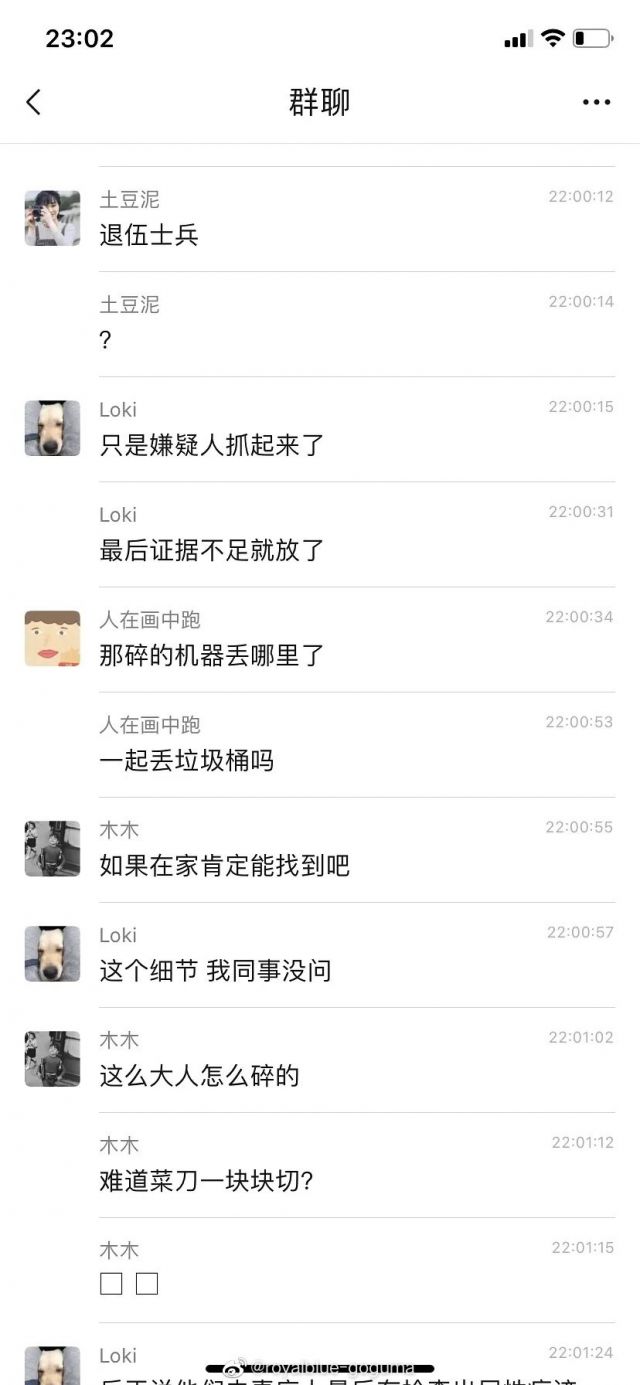 23:02
群聊
土豆泥
22:00:12
退伍士兵
土豆泥
22:00:14
?
Loki
22:00:15
只是嫌疑人抓起来了
Loki
22:00:31
最后证据不足就放了
人在画中跑
22:00:34
那碎的机器丢哪里了
人在画中跑
22:00:53
一起丢垃圾桶吗
木木
22:00:55
如果在家肯定能找到吧
Loki
22:00:57
这个细节 我同事没问
木木
22:01:02
这么大人怎么碎的
木木
22:01:12
难道菜刀一块块切?
木木
22:01:15
□ □
Loki
22:01:24
@royalblue-goguma